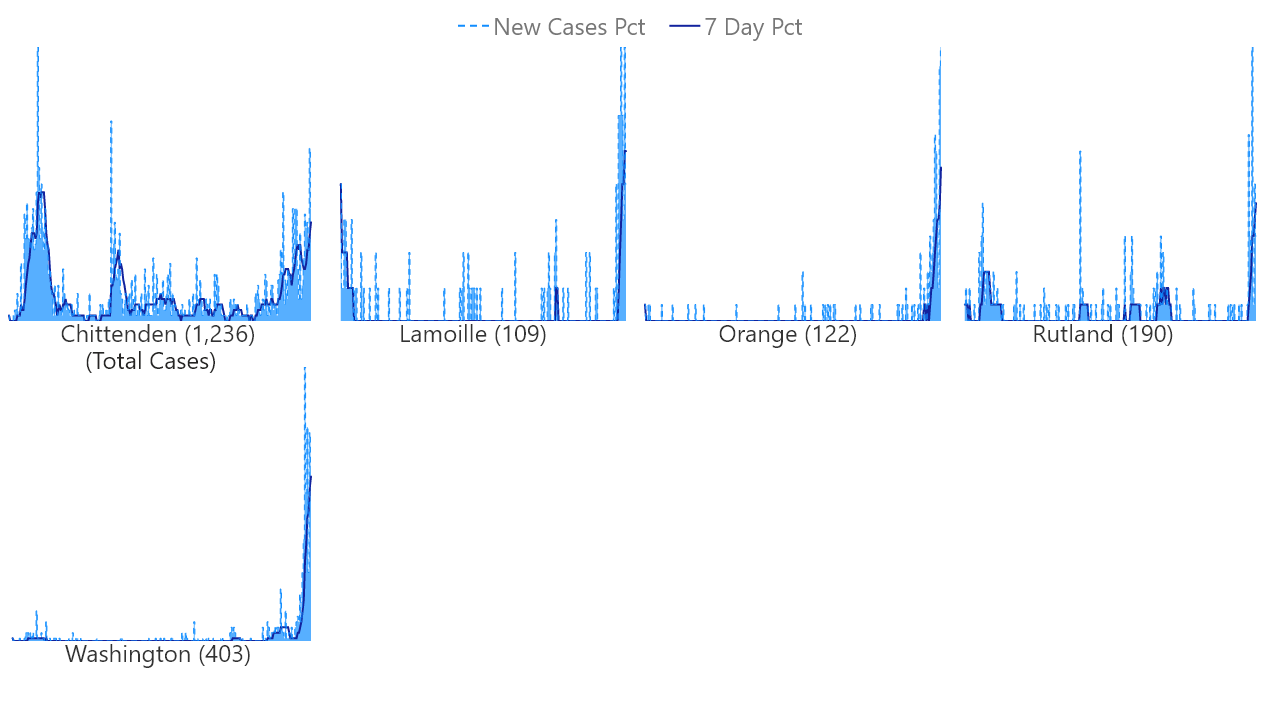 New Cases Pct 7 Day Pct
Chittenden (1,236)
(Total Cases)
Lamoille (109)
Orange (122)
Rutland (190)
Washington (403)